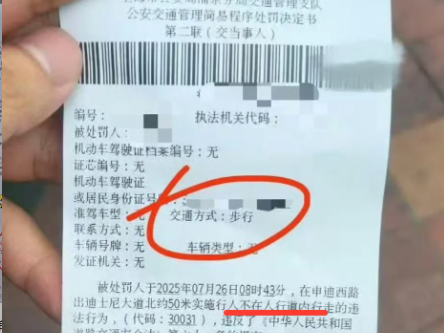 公安交通管理简易程序处罚决定书
第二联（交当事人）
编号：
执法机关代码：
被处罚人：
机动车驾驶证档案编号：无
证芯编号：无
机动车驾驶证
或居民身份证号码：
准驾车型：无 交通方式：步行
联系方式：无
车辆号牌：无 车辆类型：无
发证机关：无
被处罚人于2025年07月26日08时43分，在申迪西路
出迪士尼大道北约50米实施行人不在人行道内行走的违
法行为，（代码：30031），违反了《中华人民共和国